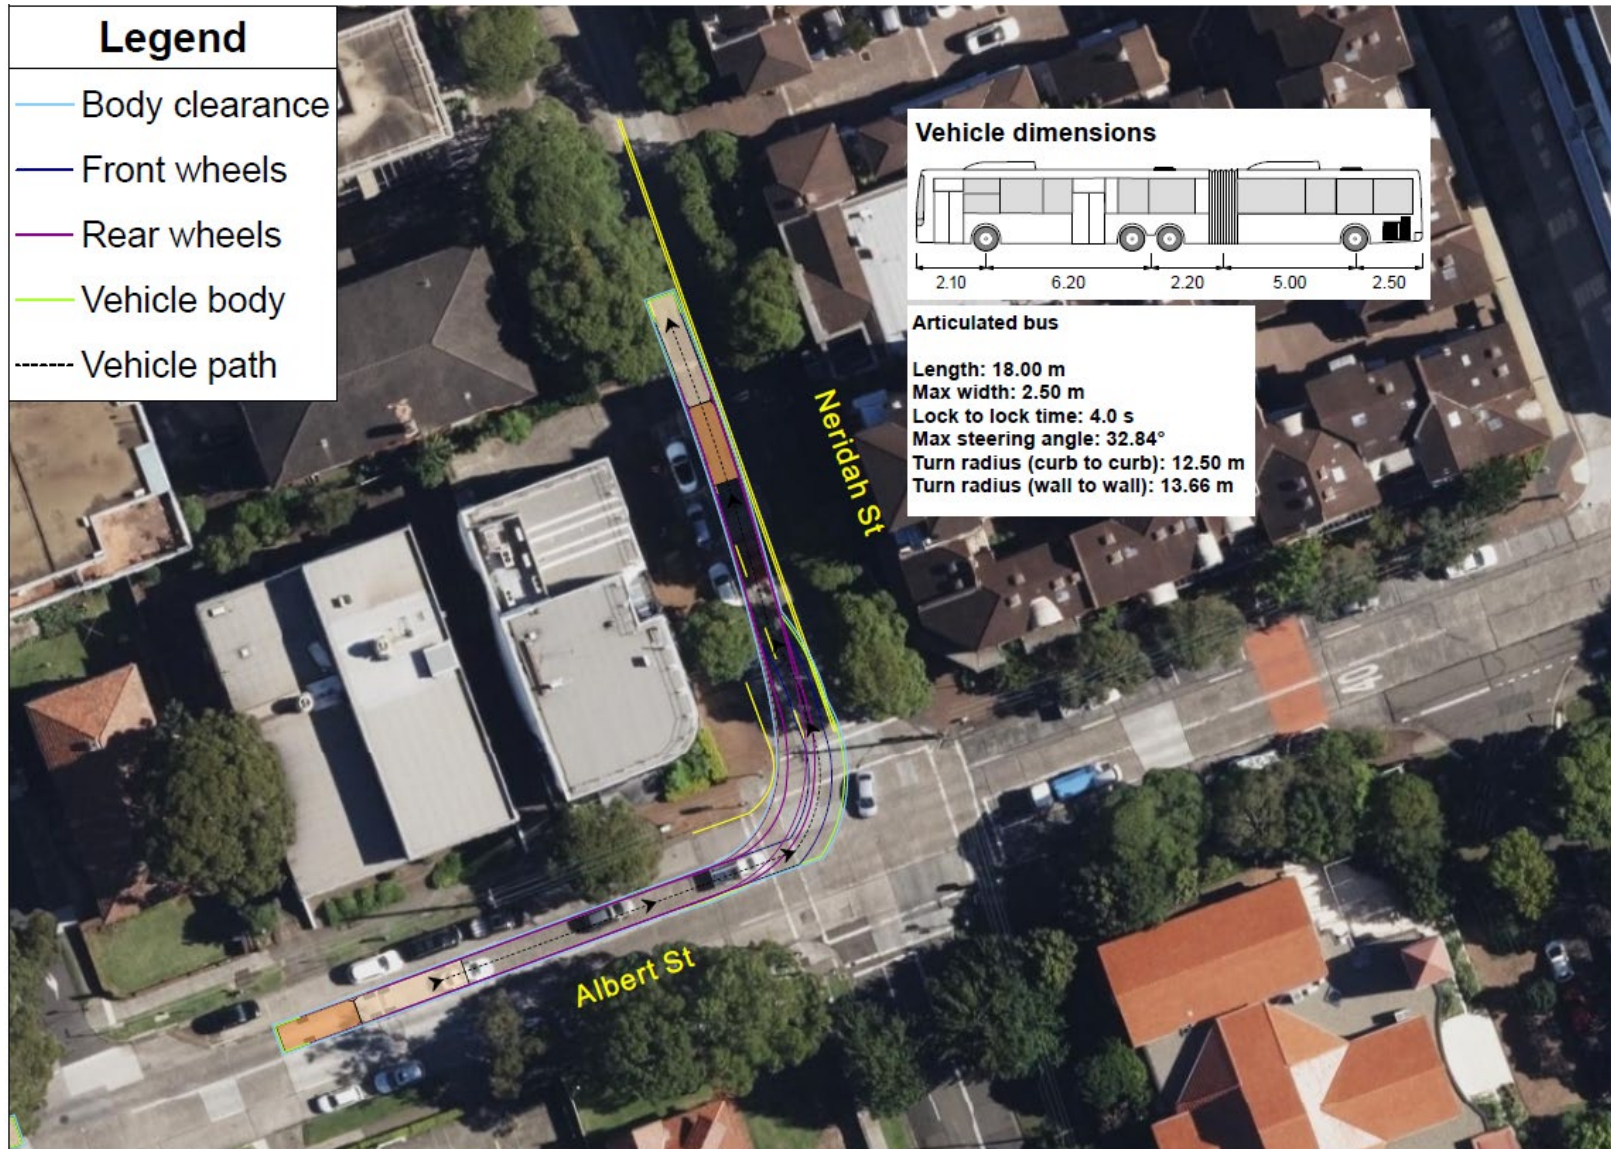 Legend
Body clearance
Front wheels
Rear wheels
Vehicle body
Vehicle path
Vehicle dimensions
2.10 6.20 2.20 5.00 2.50
Articulated bus
Length: 18.00 m
Max width: 2.50 m
Lock to lock time: 4.0 s
Max steering angle: 32.84°
Turn radius (curb to curb): 12.50 m
Turn radius (wall to wall): 13.66 m
Neridah St
40
Albert St